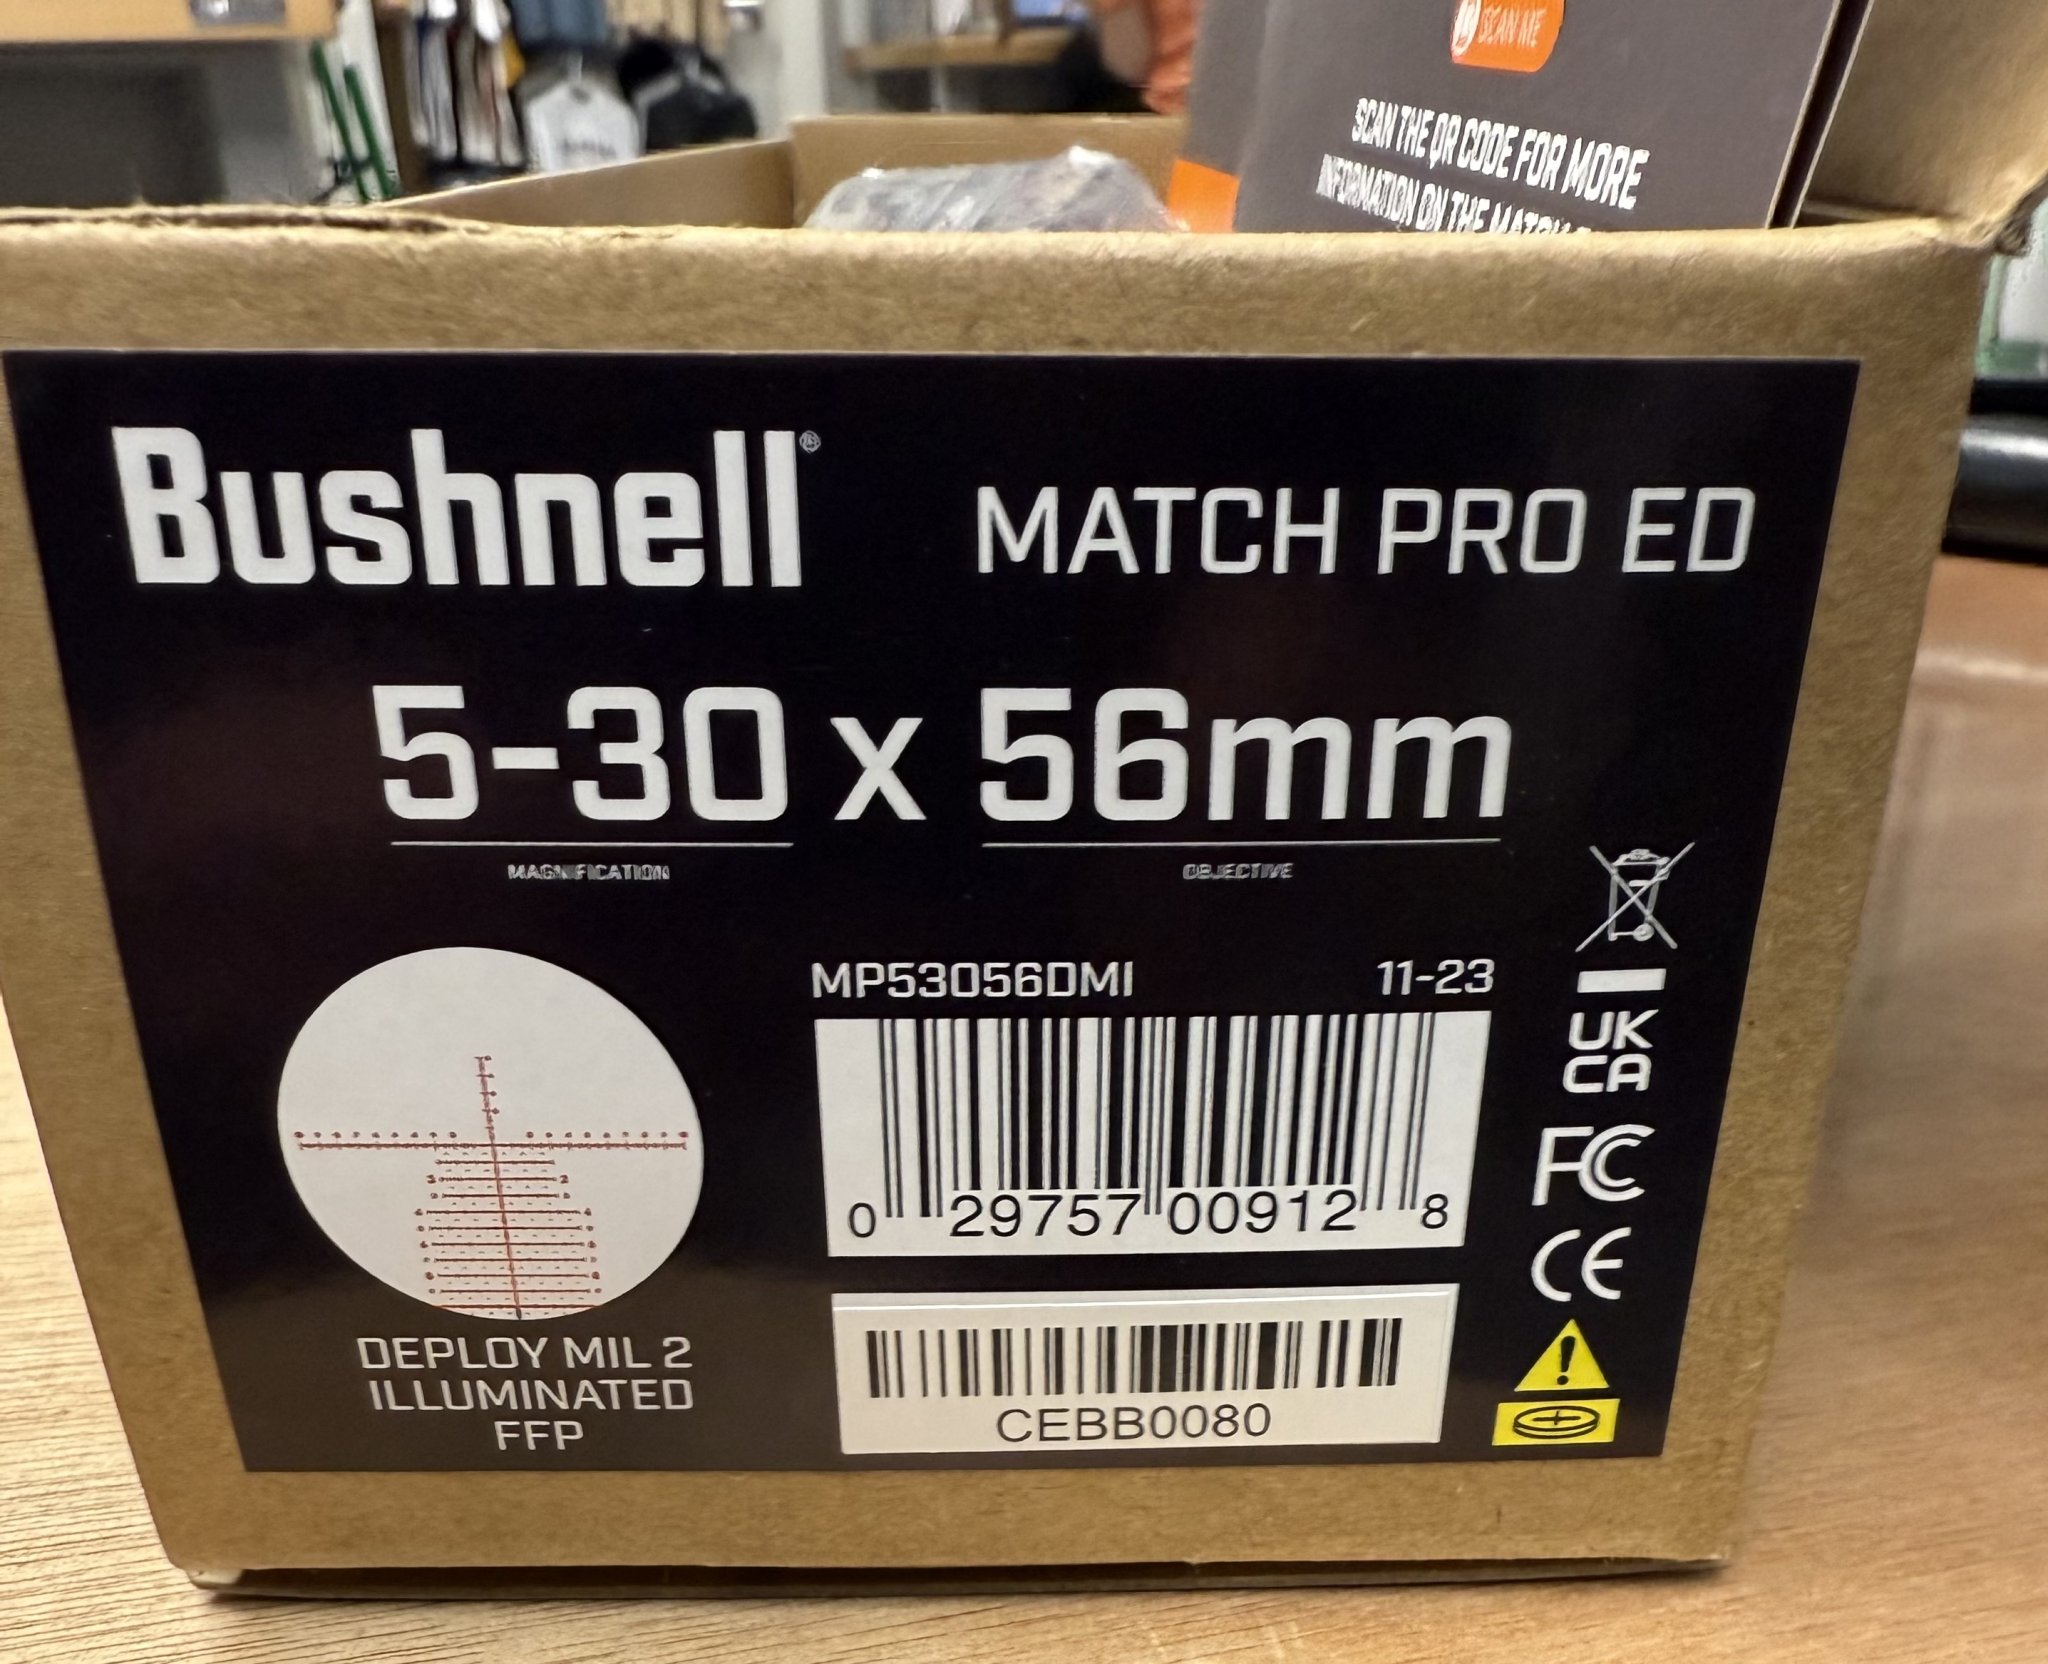 SCAN ME
SCAN THE QR CODE FOR MORE
INFORMATION ON THE MATCH
Bushnell®
MATCH PRO ED
5-30 x 56mm
MAGNIFICATION
OBJECTIVE
MP53056DMI
11-23
0 29757 00912 8
CEBB0080
DEPLOY MIL 2
ILLUMINATED
FFP
UK
CA
FC
CE